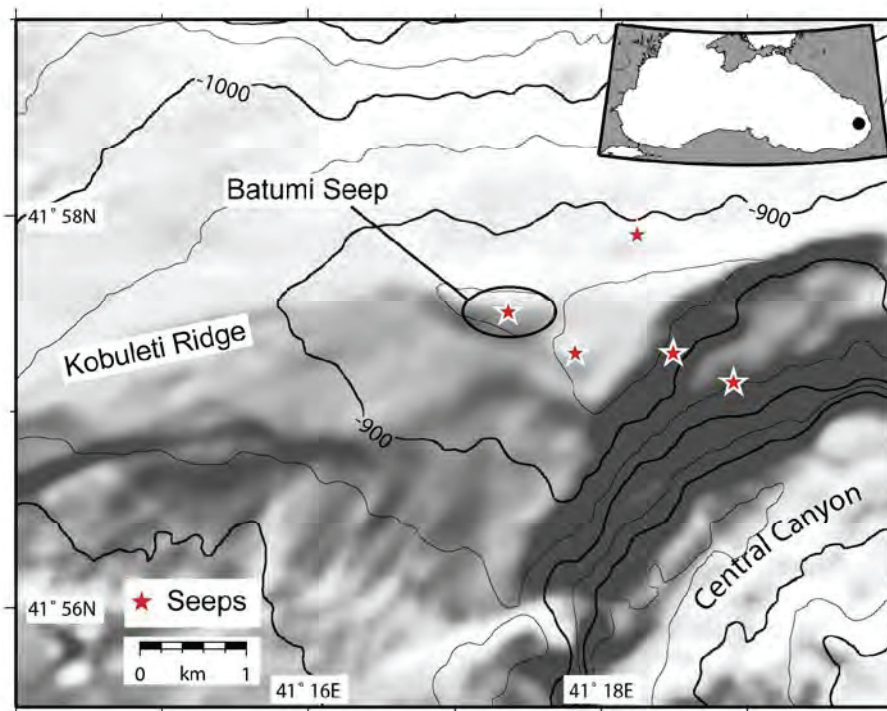 -1000
Batumi Seep
41° 58N
-900
Kobuleti Ridge
-900
Central Canyon
41° 56N
Seeps
0 km 1
41° 16E
41° 18E